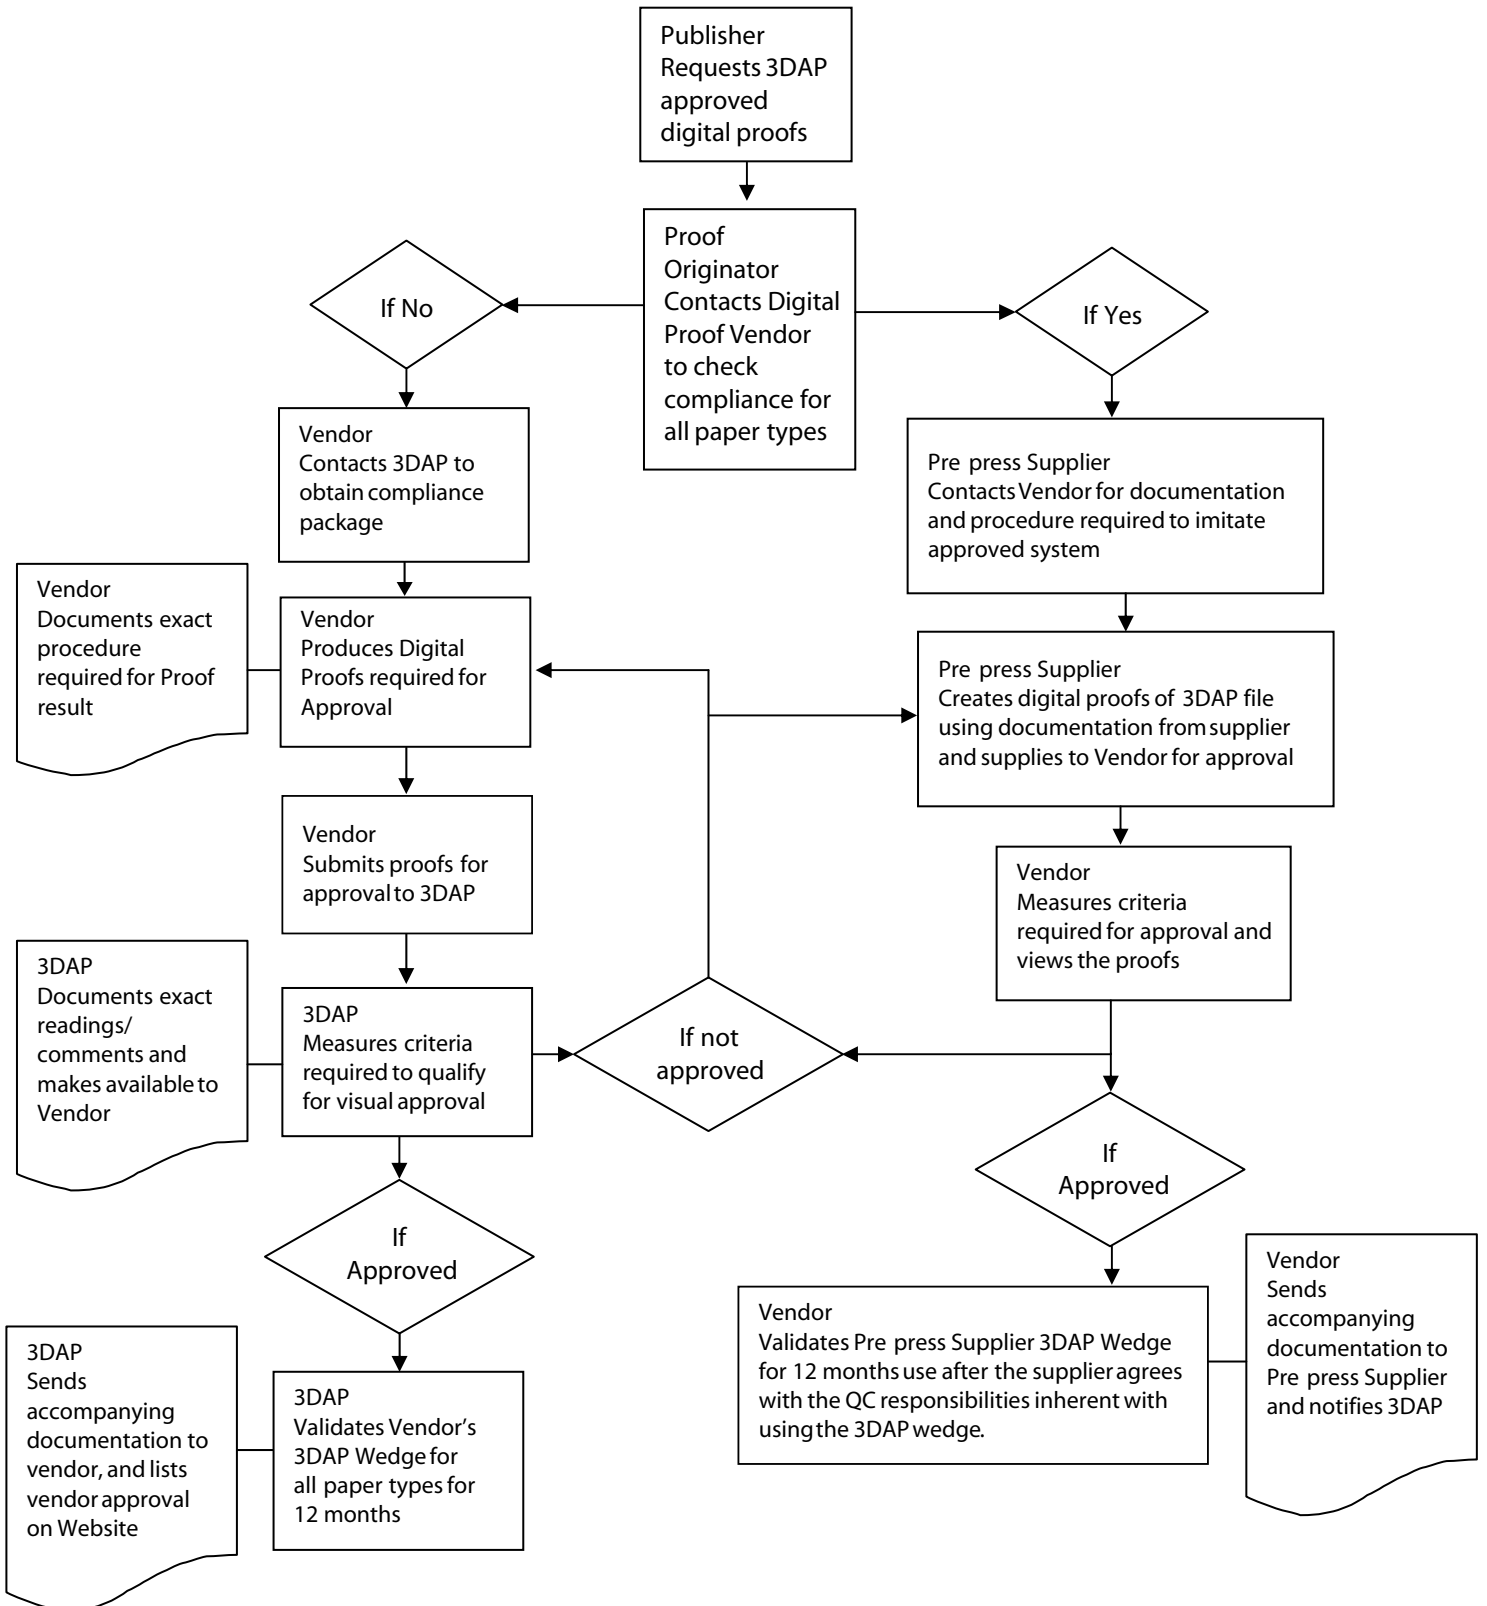 Publisher
Requests 3DAP
approved
digital proofs
Proof
Originator
Contacts Digital
Proof Vendor
to check
compliance for
all paper types
If No
If Yes
Vendor
Contacts 3DAP to
obtain compliance
package
Pre press Supplier
Contacts Vendor for documentation
and procedure required to imitate
approved system
Vendor
Documents exact
procedure
required for Proof
result
Vendor
Produces Digital
Proofs required for
Approval
Pre press Supplier
Creates digital proofs of 3DAP file
using documentation from supplier
and supplies to Vendor for approval
Vendor
Submits proofs for
approval to 3DAP
Vendor
Measures criteria
required for approval and
views the proofs
3DAP
Documents exact
readings/
comments and
makes available to
Vendor
3DAP
Measures criteria
required to qualify
for visual approval
If not
approved
If
Approved
If
Approved
Vendor
Validates Pre press Supplier 3DAP Wedge
for 12 months use after the supplier agrees
with the QC responsibilities inherent with
using the 3DAP wedge.
Vendor
Sends
accompanying
documentation to
Pre press Supplier
and notifies 3DAP
3DAP
Sends
accompanying
documentation to
vendor, and lists
vendor approval
on Website
3DAP
Validates Vendor's
3DAP Wedge for
all paper types for
12 months